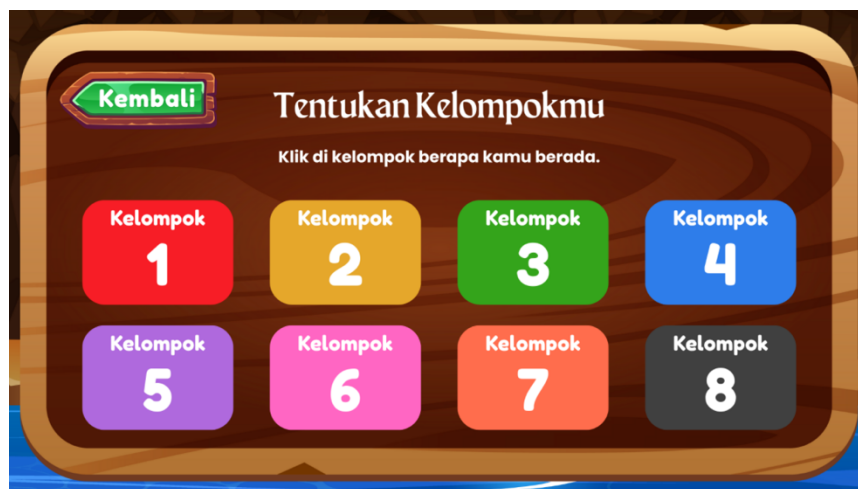 Kembali
Tentukan Kelompokmu
Klik di kelompok berapa kamu berada.
Kelompok
1
Kelompok
2
Kelompok
3
Kelompok
4
Kelompok
5
Kelompok
6
Kelompok
7
Kelompok
8